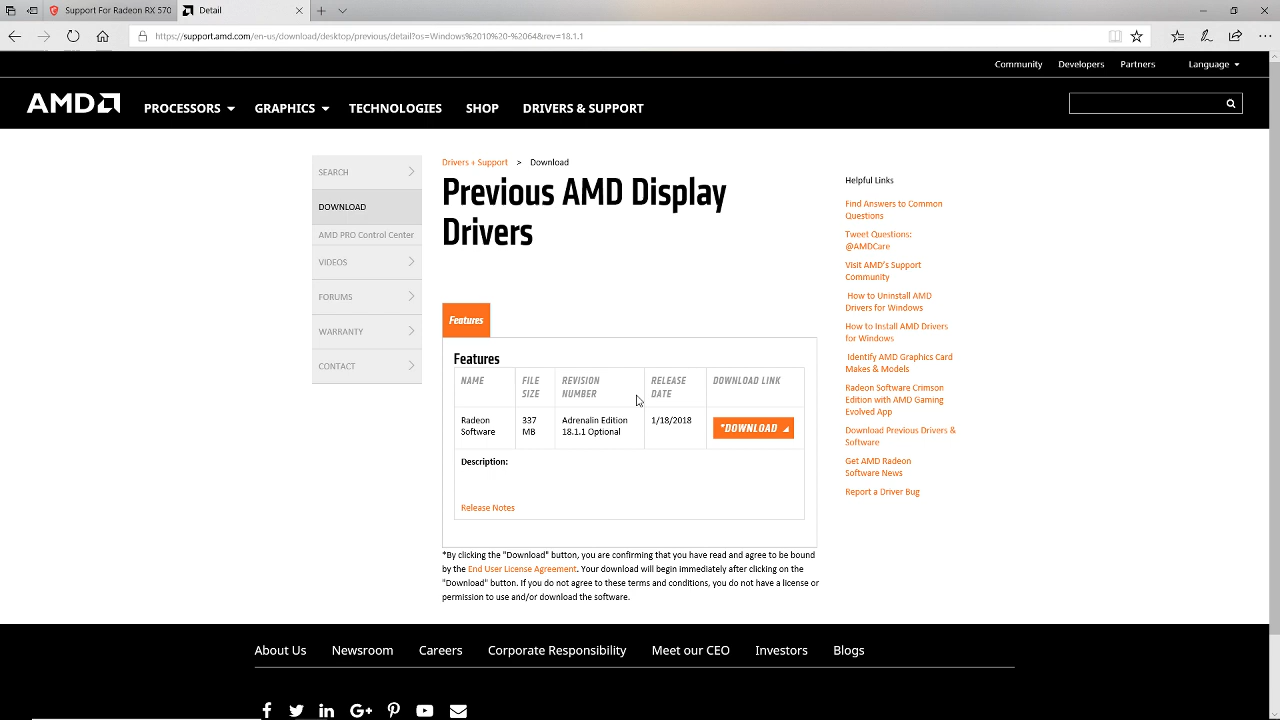 Support For Radeon RX 570
Detail
https://support.amd.com/en-us/download/desktop/previous/detail?os=Windows%2010%20-%2064&rev=18.1.1
Community
Developers
Partners
Language
AMD
PROCESSORS
GRAPHICS
TECHNOLOGIES
SHOP
DRIVERS & SUPPORT
SEARCH
DOWNLOAD
AMD PRO Control Center
VIDEOS
FORUMS
WARRANTY
CONTACT
Drivers + Support > Download
Previous AMD Display
Drivers
Features
Features
NAME
FILE
SIZE
REVISION
NUMBER
RELEASE
DATE
DOWNLOAD LINK
Radeon
Software
337
MB
Adrenalin Edition
18.1.1 Optional
1/18/2018
*DOWNLOAD
Description:
Release Notes
*By clicking the "Download" button, you are confirming that you have read and agree to be bound
by the End User License Agreement. Your download will begin immediately after clicking on the
"Download" button. If you do not agree to these terms and conditions, you do not have a license or
permission to use and/or download the software.
Helpful Links
Find Answers to Common
Questions
Tweet Questions:
@AMDCare
Visit AMD's Support
Community
How to Uninstall AMD
Drivers for Windows
How to Install AMD Drivers
for Windows
Identify AMD Graphics Card
Makes & Models
Radeon Software Crimson
Edition with AMD Gaming
Evolved App
Download Previous Drivers &
Software
Get AMD Radeon
Software News
Report a Driver Bug
About Us
Newsroom
Careers
Corporate Responsibility
Meet our CEO
Investors
Blogs